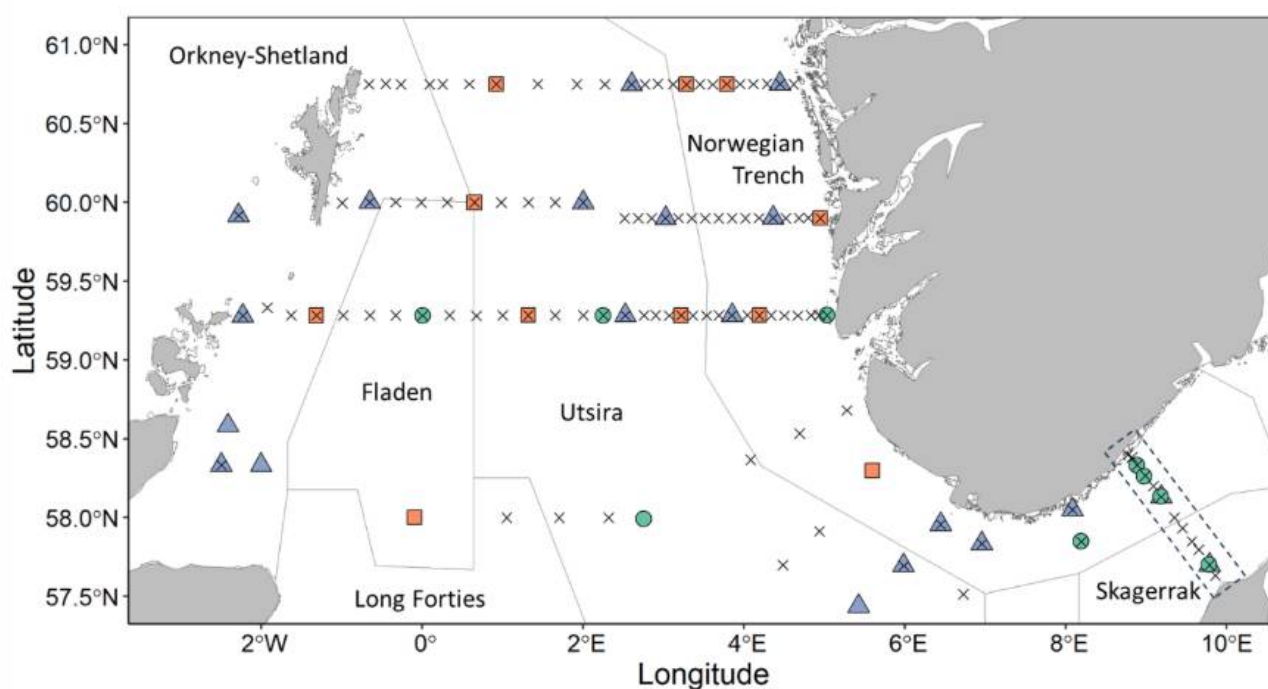 61.0°N
Orkney-Shetland
60.5°N
Norwegian
Trench
60.0°N
59.5°N
59.0°N
Fladen
Utsira
58.5°N
58.0°N
57.5°N
Long Forties
Skagerrak
2°W
0°
2°E
4°E
6°E
8°E
10°E
Longitude
Latitude